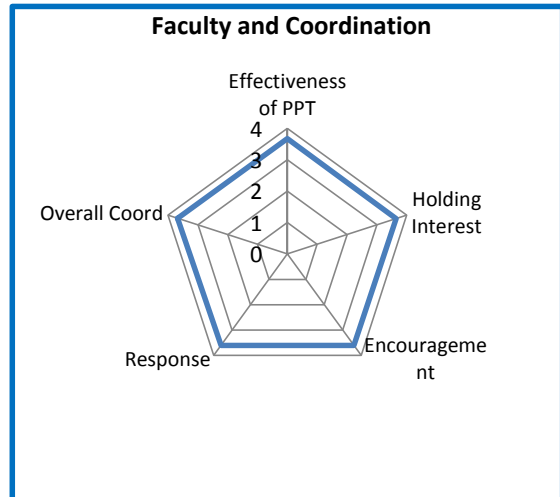 Faculty and Coordination
Effectiveness
of PPT
4
3
2
1
0
Holding
Interest
Encourageme
nt
Response
Overall Coord